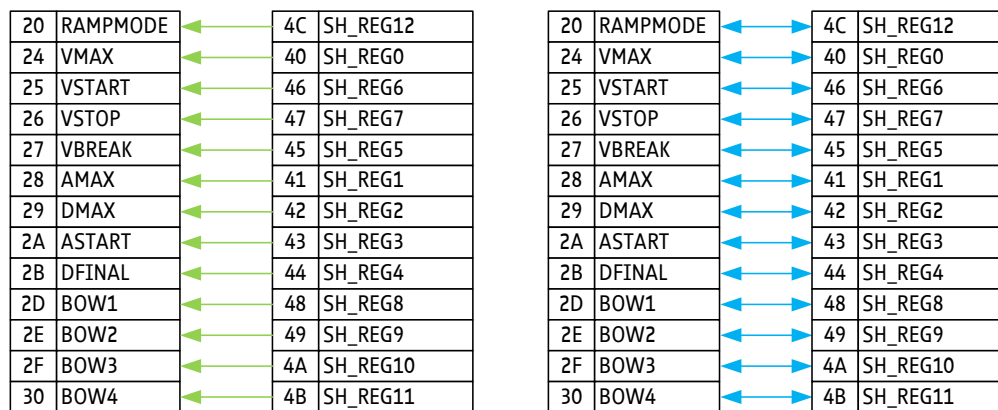 20 RAMPMODE 4C SH_REG12 20 RAMPMODE 4C SH_REG12
24 VMAX 40 SH_REG0 24 VMAX 40 SH_REG0
25 VSTART 46 SH_REG6 25 VSTART 46 SH_REG6
26 VSTOP 47 SH_REG7 26 VSTOP 47 SH_REG7
27 VBREAK 45 SH_REG5 27 VBREAK 45 SH_REG5
28 AMAX 41 SH_REG1 28 AMAX 41 SH_REG1
29 DMAX 42 SH_REG2 29 DMAX 42 SH_REG2
2A ASTART 43 SH_REG3 2A ASTART 43 SH_REG3
2B DFINAL 44 SH_REG4 2B DFINAL 44 SH_REG4
2D BOW1 48 SH_REG8 2D BOW1 48 SH_REG8
2E BOW2 49 SH_REG9 2E BOW2 49 SH_REG9
2F BOW3 4A SH_REG10 2F BOW3 4A SH_REG10
30 BOW4 4B SH_REG11 30 BOW4 4B SH_REG11